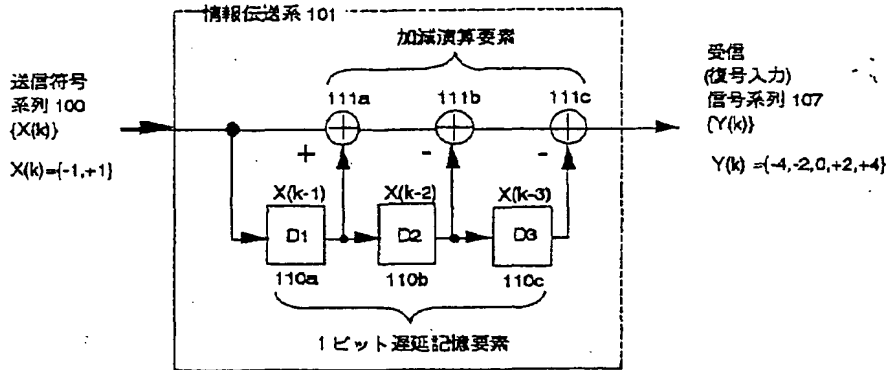 情報伝送系 101
加減演算要素
送信符号
系列 100
{X(k)}
X(k)={-1,+1}
111a
111b
111c
+
-
-
受信
(復号入力)
信号系列 107
{Y(k)}
Y(k) ={-4,-2,0,+2,+4}
X(k-1)
X(k-2)
X(k-3)
D1
D2
D3
110a
110b
110c
1 ビット遅延記憶要素